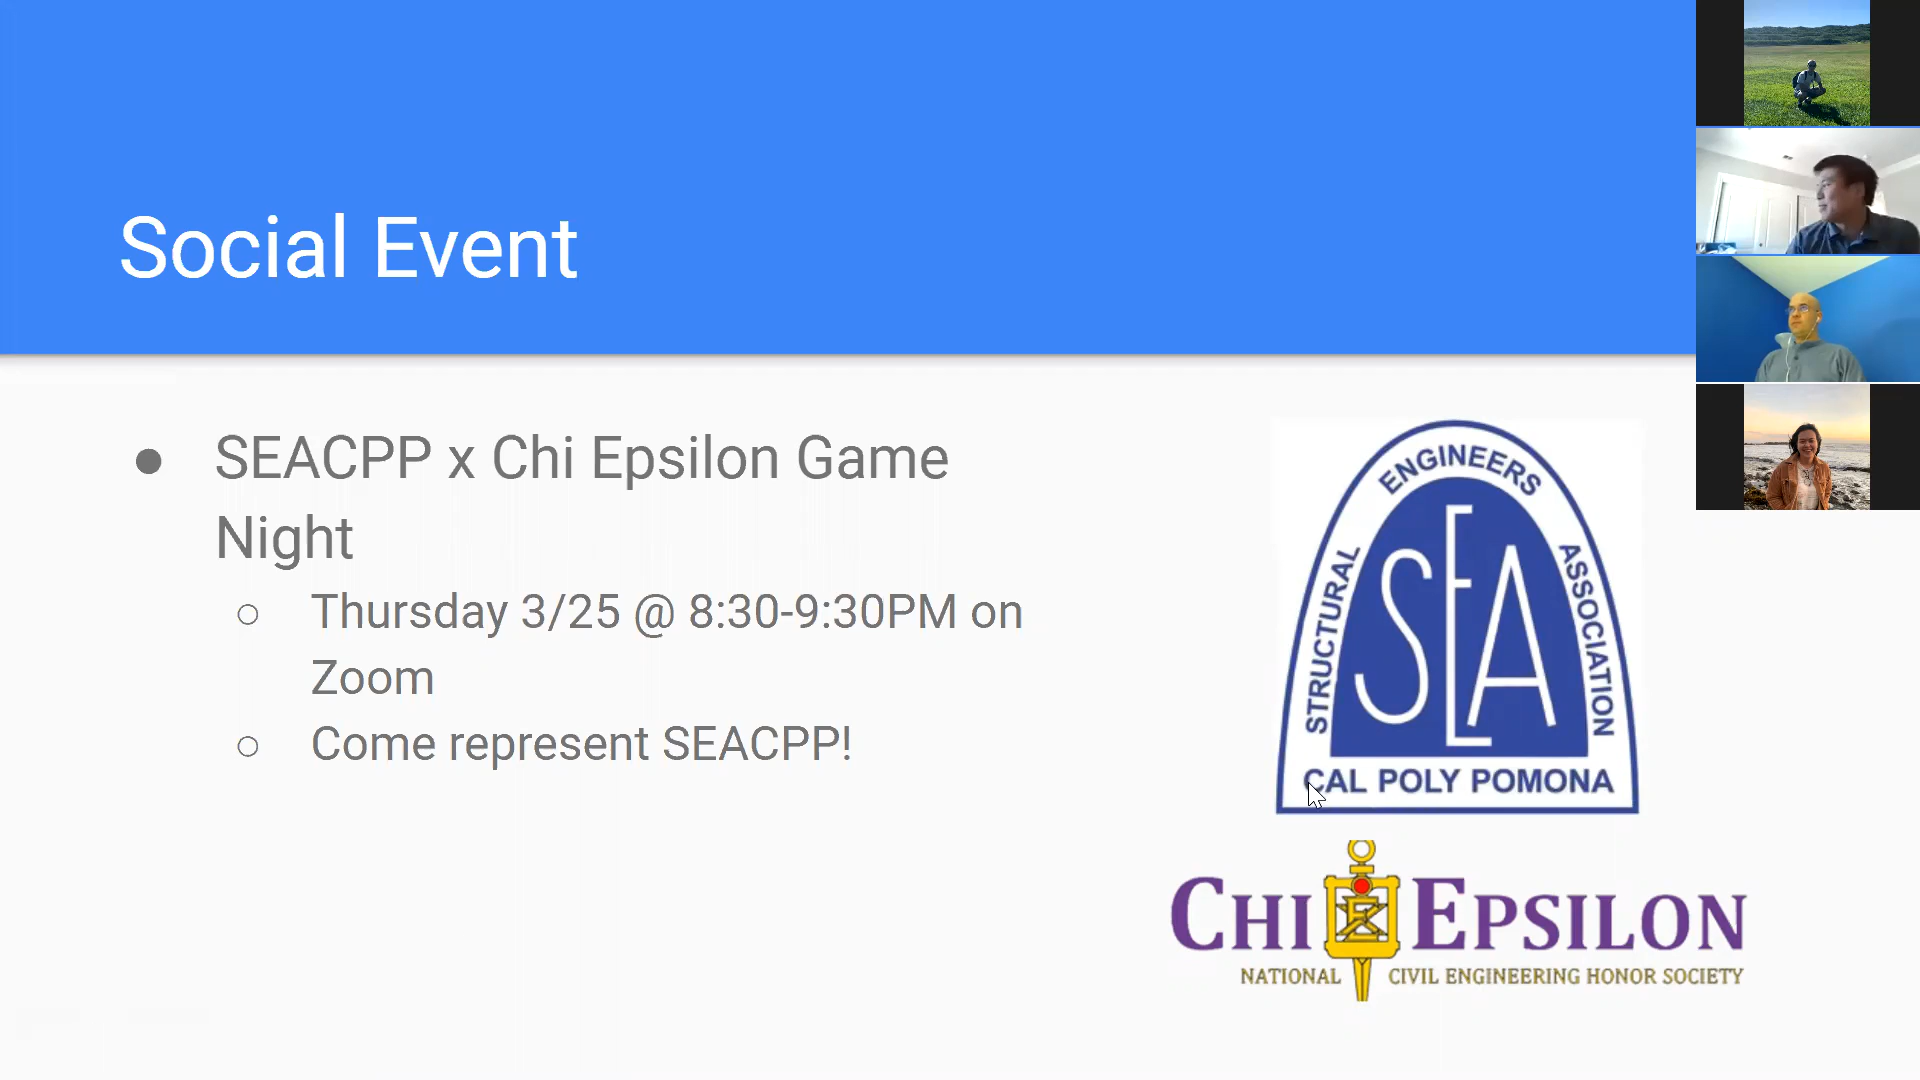 Social Event
● SEACPP x Chi Epsilon Game
Night
○ Thursday 3/25 @ 8:30-9:30PM on
Zoom
○ Come represent SEACPP!
STRUCTURAL ENGINEERS ASSOCIATION
SEA
CAL POLY POMONA
CHI EPSILON
NATIONAL CIVIL ENGINEERING HONOR SOCIETY